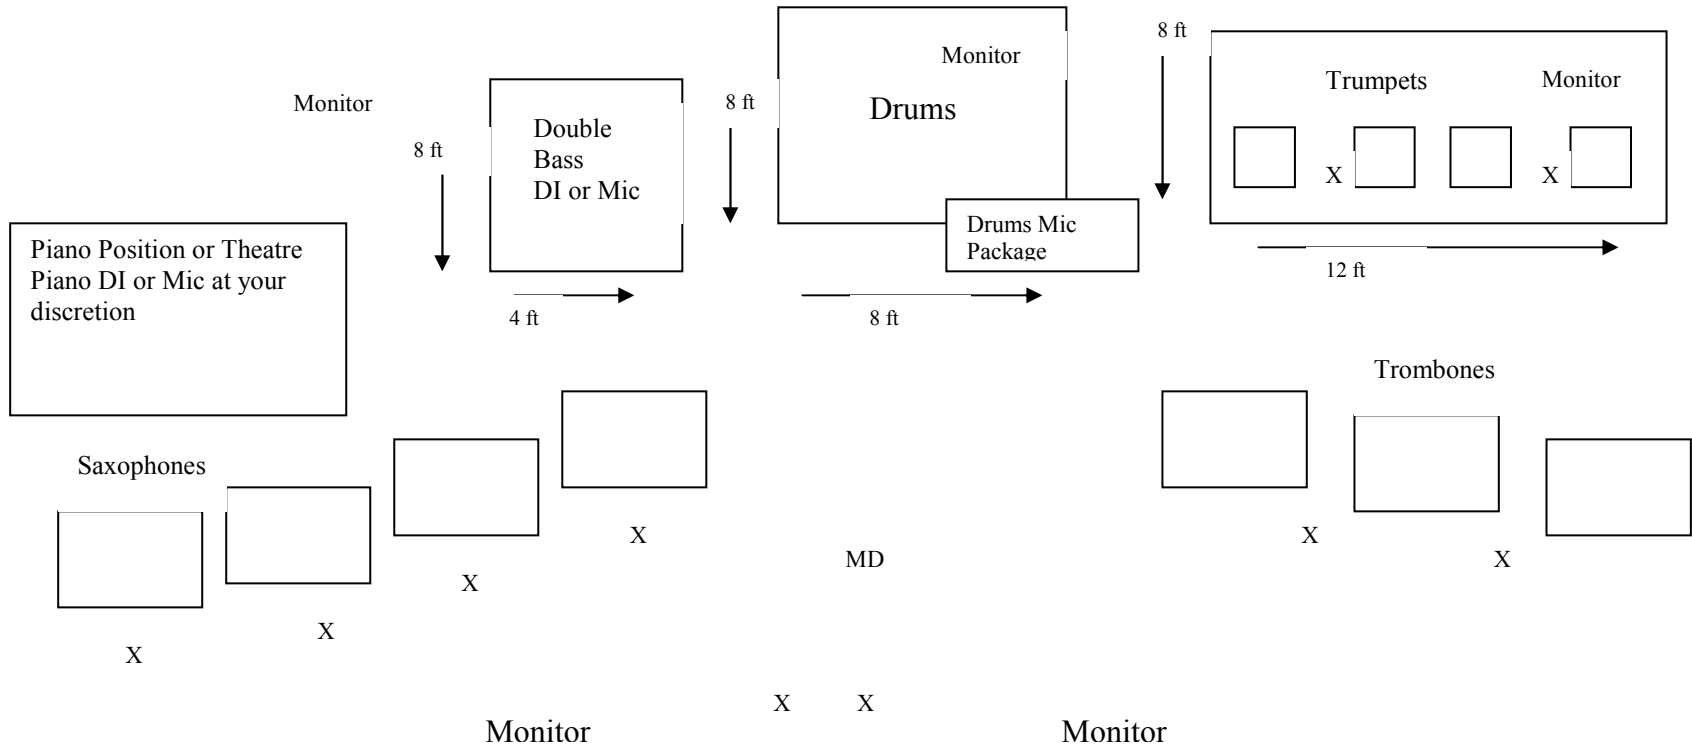 8 ft
Monitor
Drums
Trumpets
Monitor
Monitor
8 ft
Double
Bass
DI or Mic
8 ft
X
X
Drums Mic
Package
Piano Position or Theatre
Piano DI or Mic at your
discretion
12 ft
4 ft
8 ft
Trombones
Saxophones
X
X
MD
X
X
X
X
X
X
Monitor
Monitor